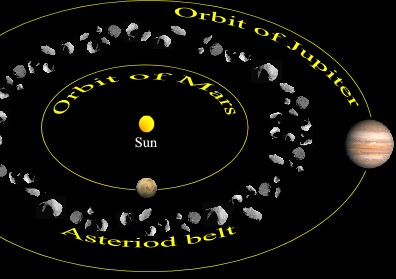 Orbit of Jupiter
Orbit of Mars
Sun
Asteriod belt